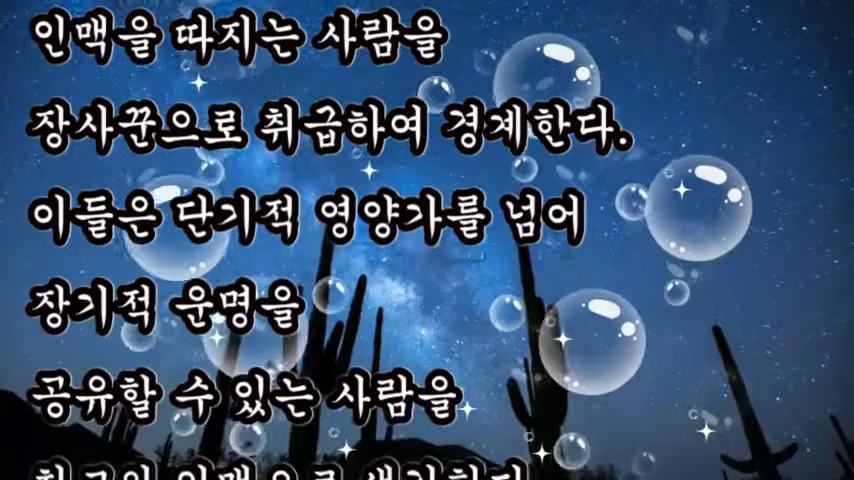 인맥을 따지는 사람을
장사꾼으로 취급하여 경계한다.
이들은 단기적 영양가를 넘어
장기적 운명을
공유할 수 있는 사람을